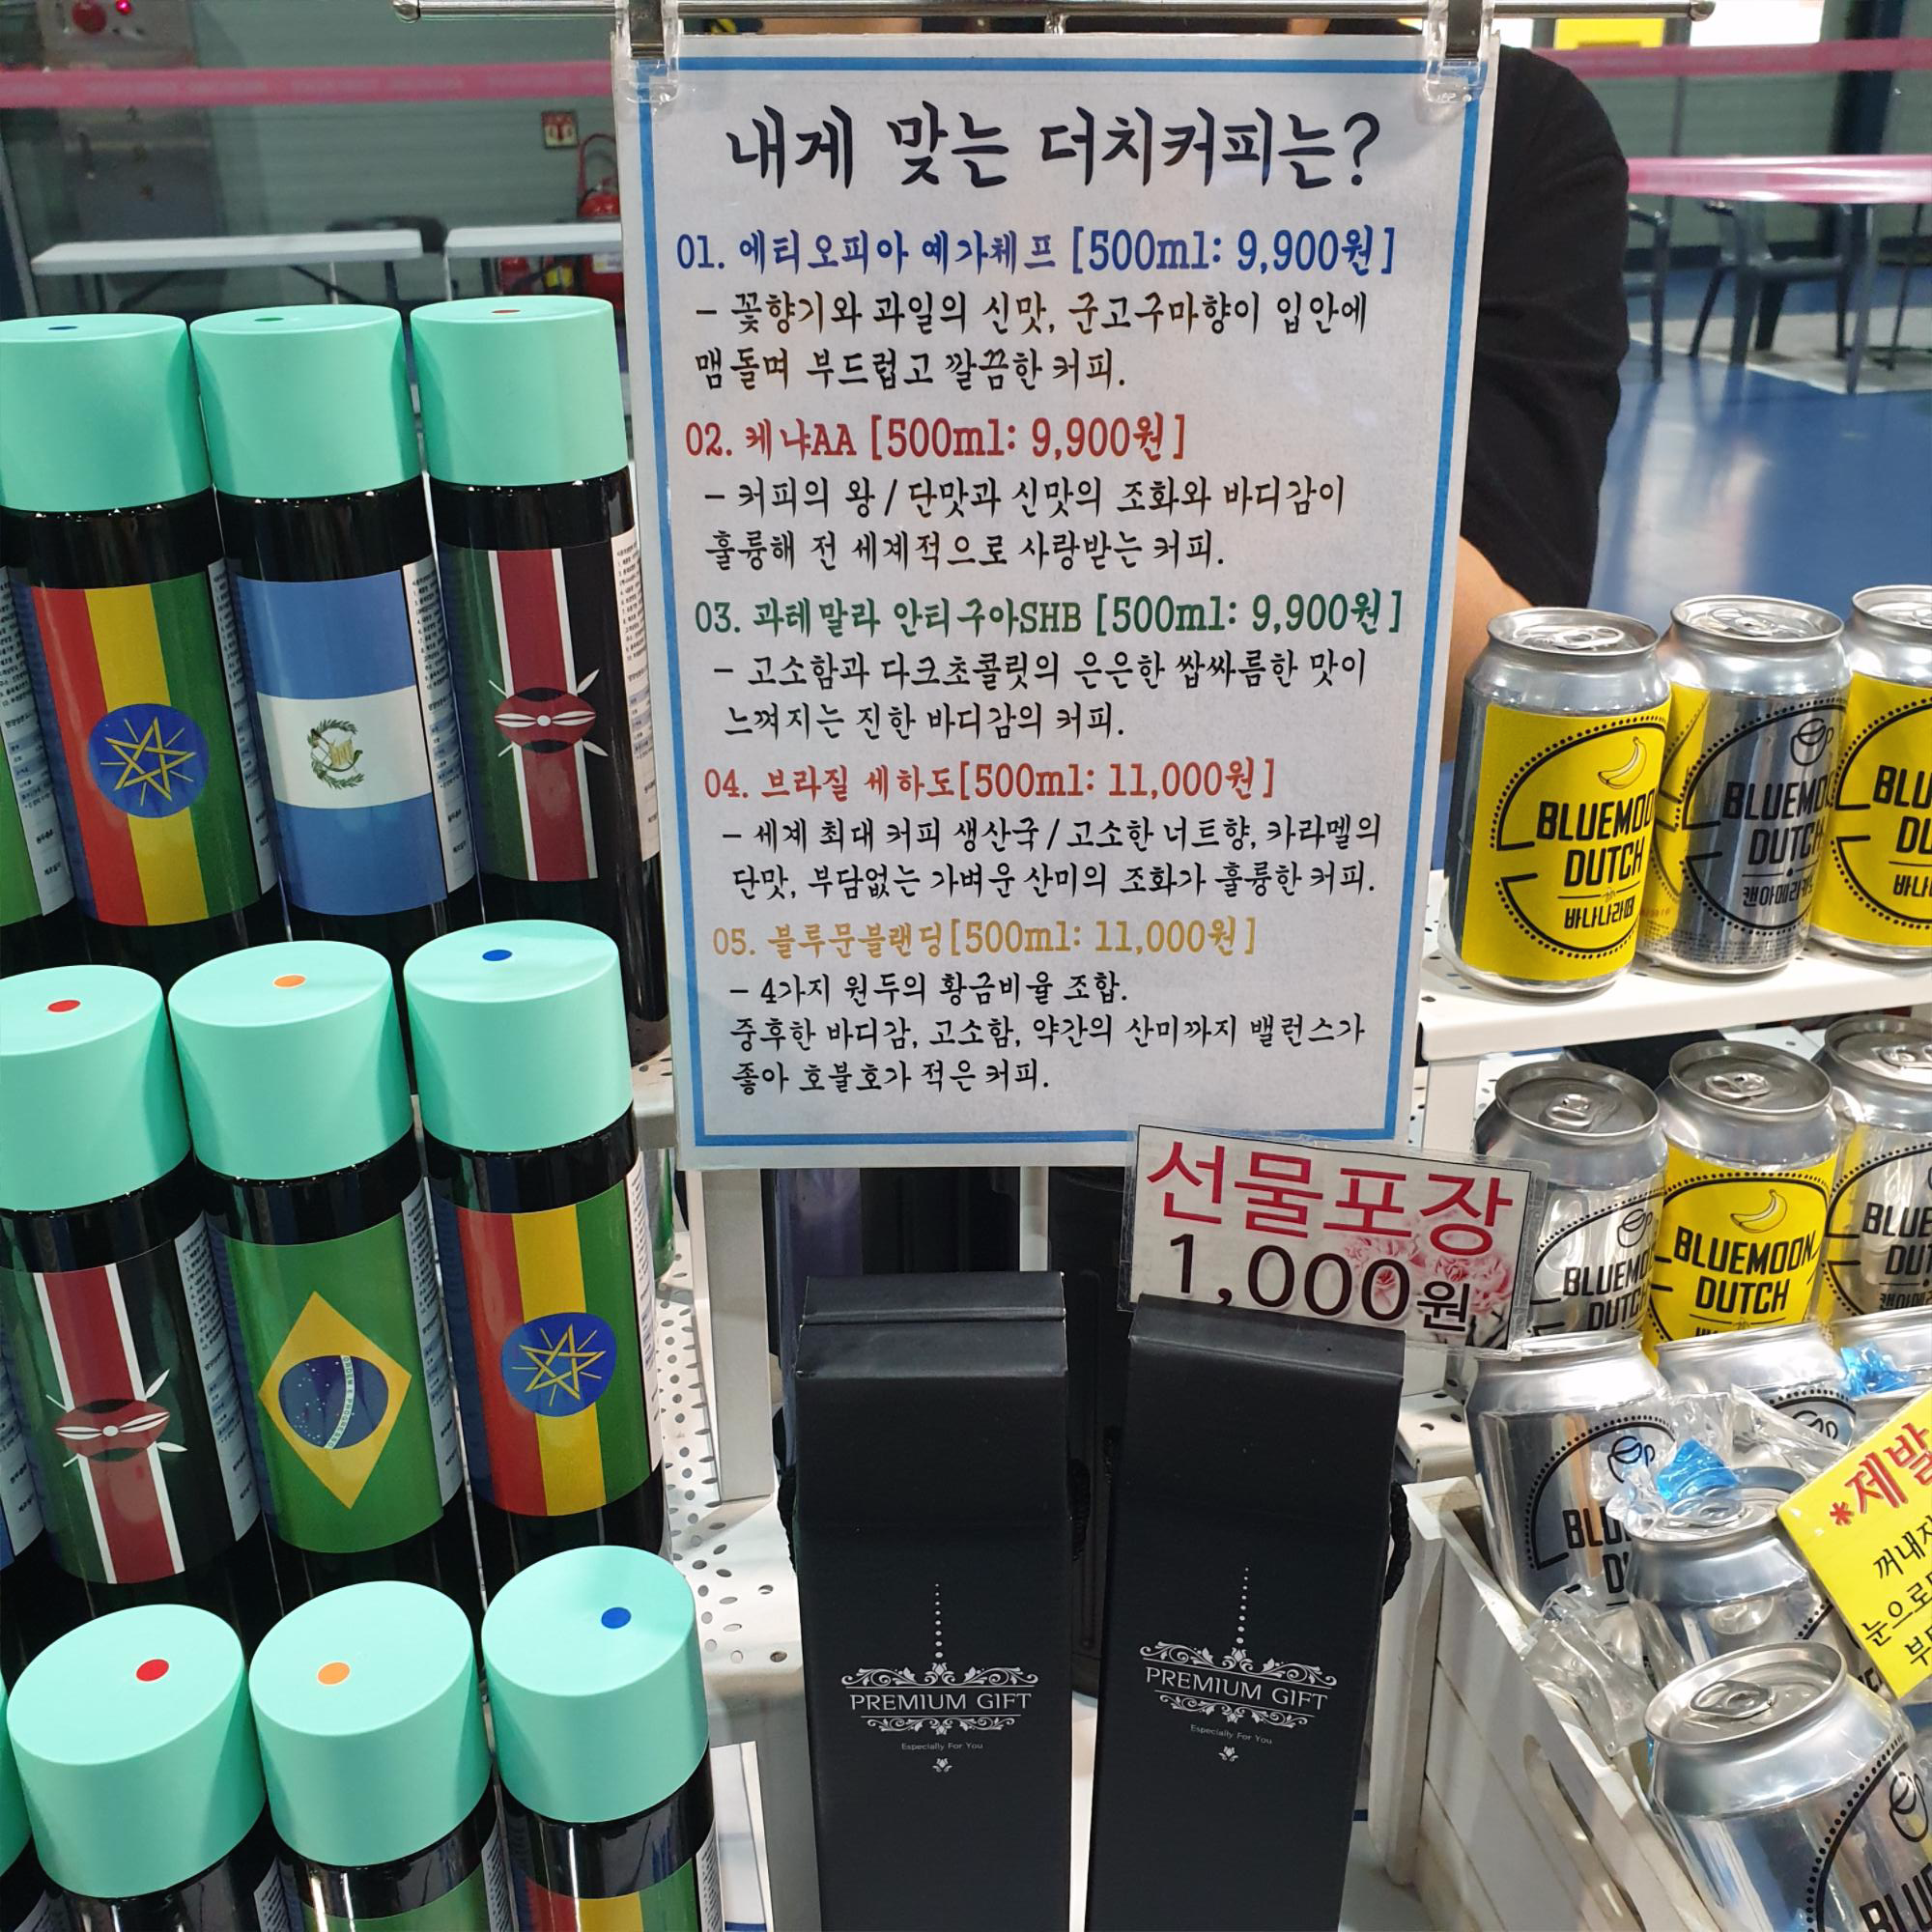 내게 맞는 더치커피는?
01. 에티오피아 예가체프 [500ml: 9,900원]
- 꽃향기와 과일의 신맛, 군고구마향이 입안에
맴돌며 부드럽고 깔끔한 커피.
02. 케냐AA [500ml: 9,900원]
- 커피의 왕 / 단맛과 신맛의 조화와 바디감이
훌륭해 전 세계적으로 사랑받는 커피.
03. 과테말라 안티구아SHB [500ml: 9,900원]
- 고소함과 다크초콜릿의 은은한 쌉싸름한 맛이
느껴지는 진한 바디감의 커피.
04. 브라질 세하도[500ml: 11,000원]
- 세계 최대 커피 생산국 / 고소한 너트향, 카라멜의
단맛, 부담없는 가벼운 산미의 조화가 훌륭한 커피.
05. 블루문블랜딩[500ml: 11,000원]
- 4가지 원두의 황금비율 조합.
중후한 바디감, 고소함, 약간의 산미까지 밸런스가
좋아 호불호가 적은 커피.
선물포장
1,000원
PREMIUM GIFT
Especially For You
PREMIUM GIFT
Especially For You
BLUEMOON
DUTCH
바나나라떼
DUTCH
BLUEMOON
DUTCH
*제발